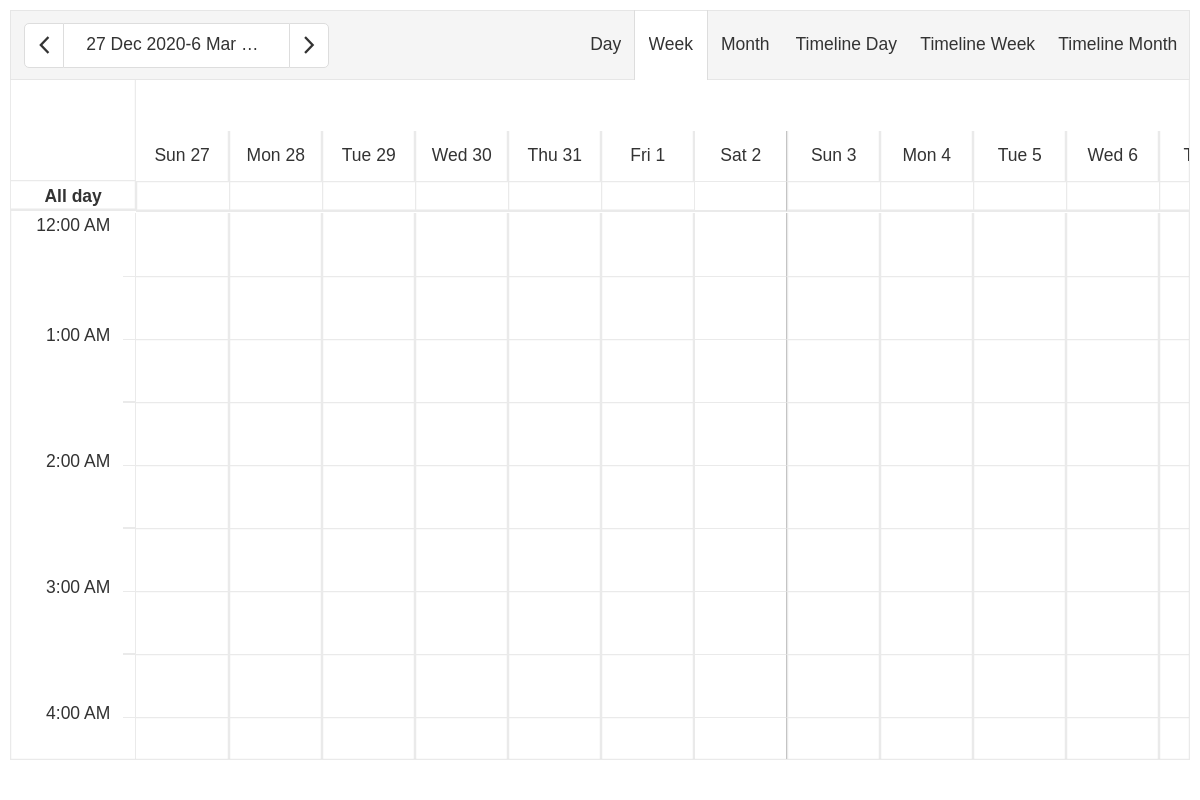 27 Dec 2020-6 Mar … Day Week Month Timeline Day Timeline Week Timeline Month
Sun 27 Mon 28 Tue 29 Wed 30 Thu 31 Fri 1 Sat 2 Sun 3 Mon 4 Tue 5 Wed 6
All day
12:00 AM
1:00 AM
2:00 AM
3:00 AM
4:00 AM